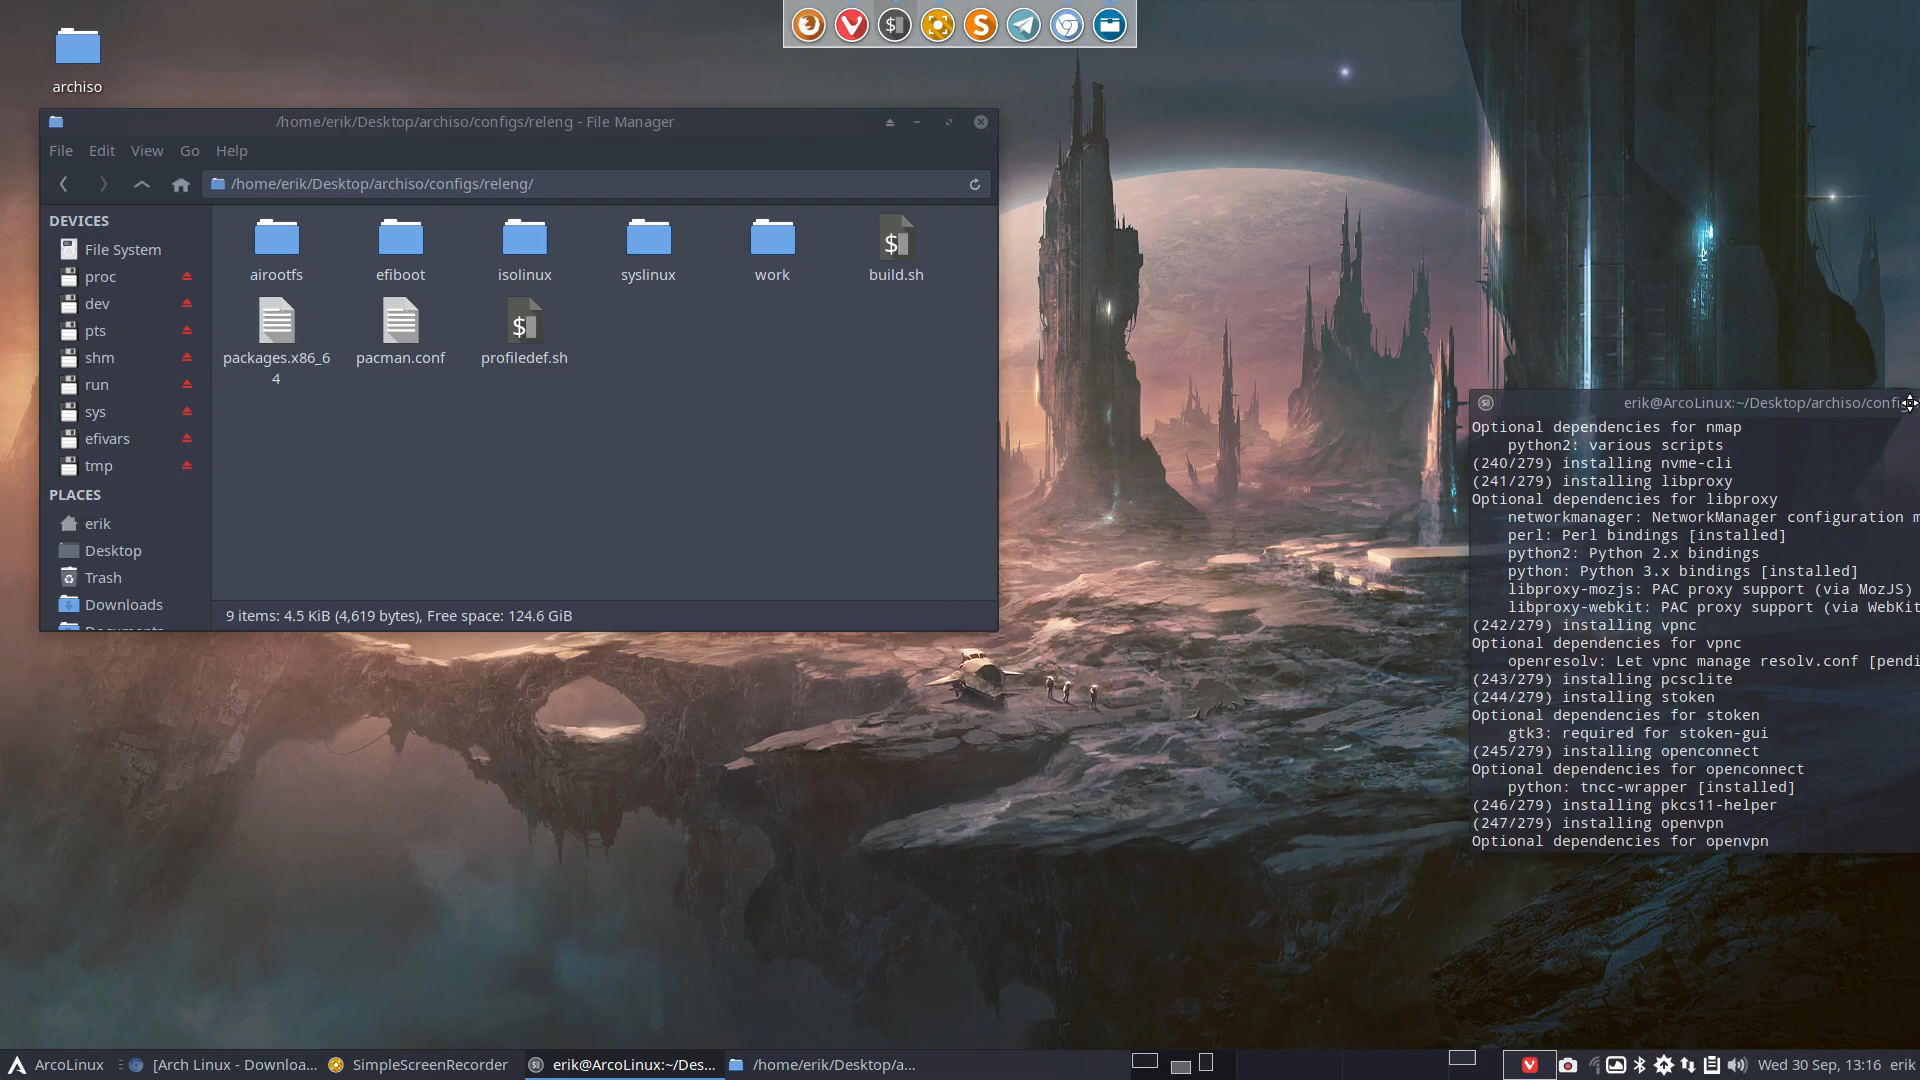 archiso
/home/erik/Desktop/archiso/configs/releng - File Manager
File Edit View Go Help
/home/erik/Desktop/archiso/configs/releng/
DEVICES
File System
proc
dev
pts
shm
run
sys
efivars
tmp
PLACES
erik
Desktop
Trash
Downloads
airootfs
efiboot
isolinux
syslinux
work
build.sh
packages.x86_6
4
pacman.conf
profiledef.sh
9 items: 4.5 KiB (4,619 bytes), Free space: 124.6 GiB
erik@ArcoLinux:~/Desktop/archiso/config
Optional dependencies for nmap
python2: various scripts
(240/279) installing nvme-cli
(241/279) installing libproxy
Optional dependencies for libproxy
networkmanager: NetworkManager configuration m
perl: Perl bindings [installed]
python2: Python 2.x bindings
python: Python 3.x bindings [installed]
libproxy-mozjs: PAC proxy support (via MozJS)
libproxy-webkit: PAC proxy support (via WebKit
(242/279) installing vpnc
Optional dependencies for vpnc
openresolv: Let vpnc manage resolv.conf [pendi
(243/279) installing pcsclite
(244/279) installing stoken
Optional dependencies for stoken
gtk3: required for stoken-gui
(245/279) installing openconnect
Optional dependencies for openconnect
python: tncc-wrapper [installed]
(246/279) installing pkcs11-helper
(247/279) installing openvpn
Optional dependencies for openvpn
ArcoLinux [Arch Linux - Downloa... SimpleScreenRecorder erik@ArcoLinux:~/Des... /home/erik/Desktop/a... Wed 30 Sep, 13:16 erik